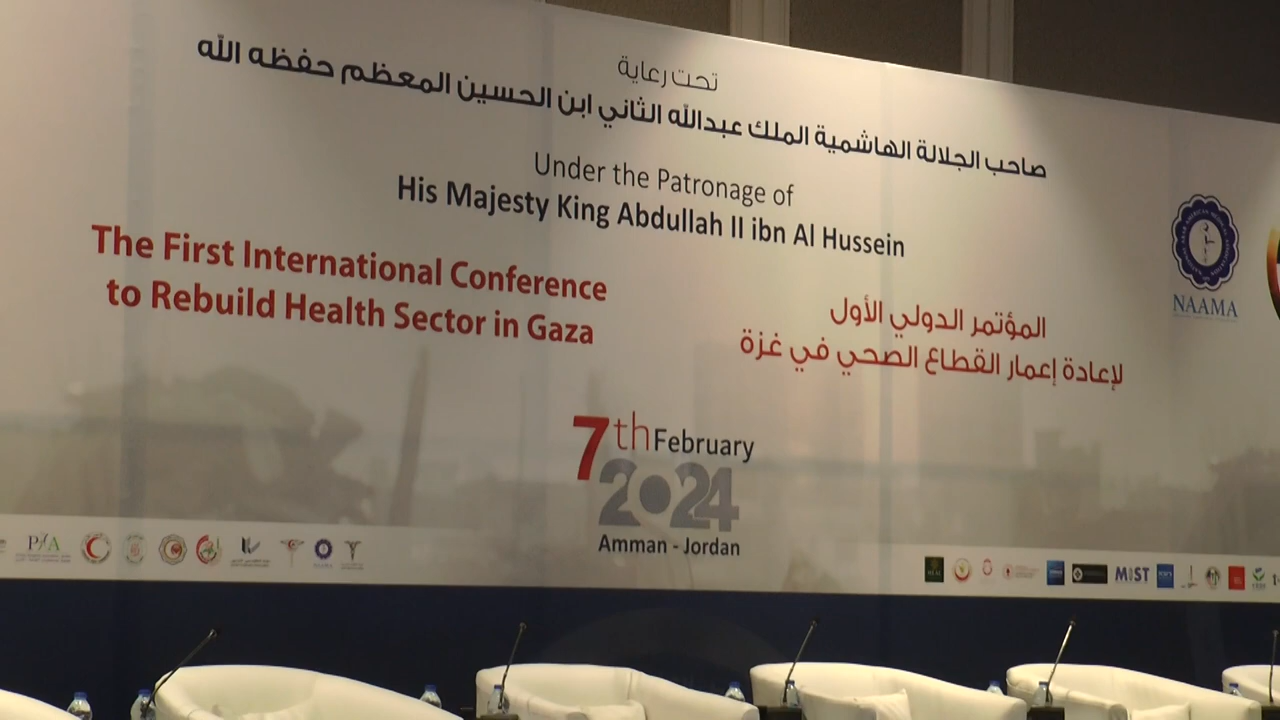 تحت رعاية
صاحب الجلالة الهاشمية الملك عبدالله الثاني ابن الحسين المعظم حفظه الله
Under the Patronage of
His Majesty King Abdullah II ibn Al Hussein
The First International Conference
to Rebuild Health Sector in Gaza
المؤتمر الدولي الأول
لإعادة إعمار القطاع الصحي في غزة
NAAMA
7th February
2024
Amman - Jordan
MIST